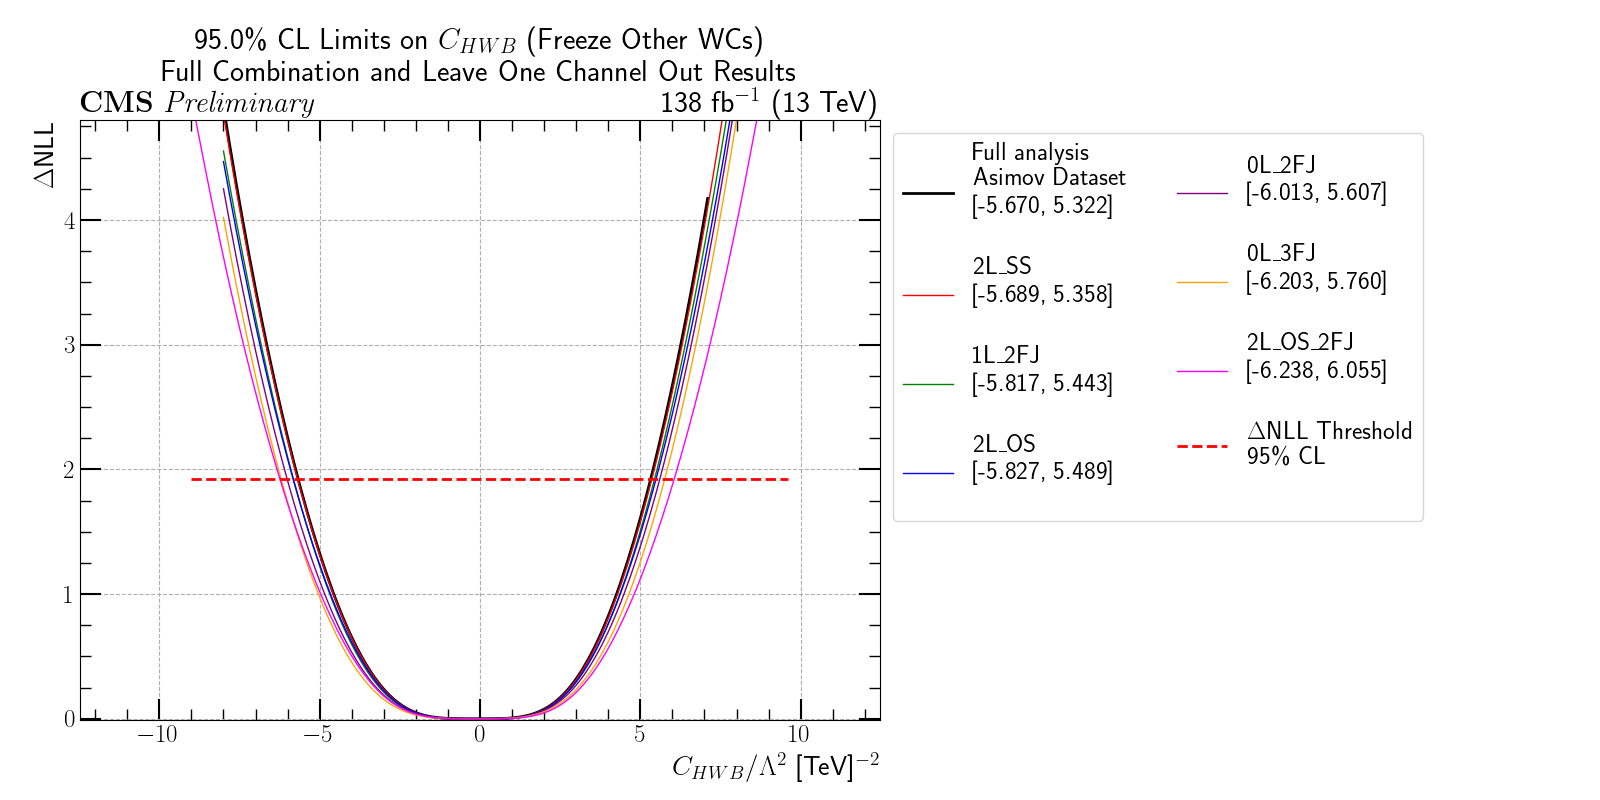 95.0% CL Limits on C_{HWB} (Freeze Other WCs)
Full Combination and Leave One Channel Out Results
CMS Preliminary
138 fb^{-1} (13 TeV)
ΔNLL
4
3
2
1
0
−10
−5
0
5
10
C_{HWB}/Λ^{2} [TeV]^{-2}
Full analysis
Asimov Dataset
[-5.670, 5.322]
2L_SS
[-5.689, 5.358]
1L_2FJ
[-5.817, 5.443]
2L_OS
[-5.827, 5.489]
0L_2FJ
[-6.013, 5.607]
0L_3FJ
[-6.203, 5.760]
2L_OS_2FJ
[-6.238, 6.055]
ΔNLL Threshold
95% CL